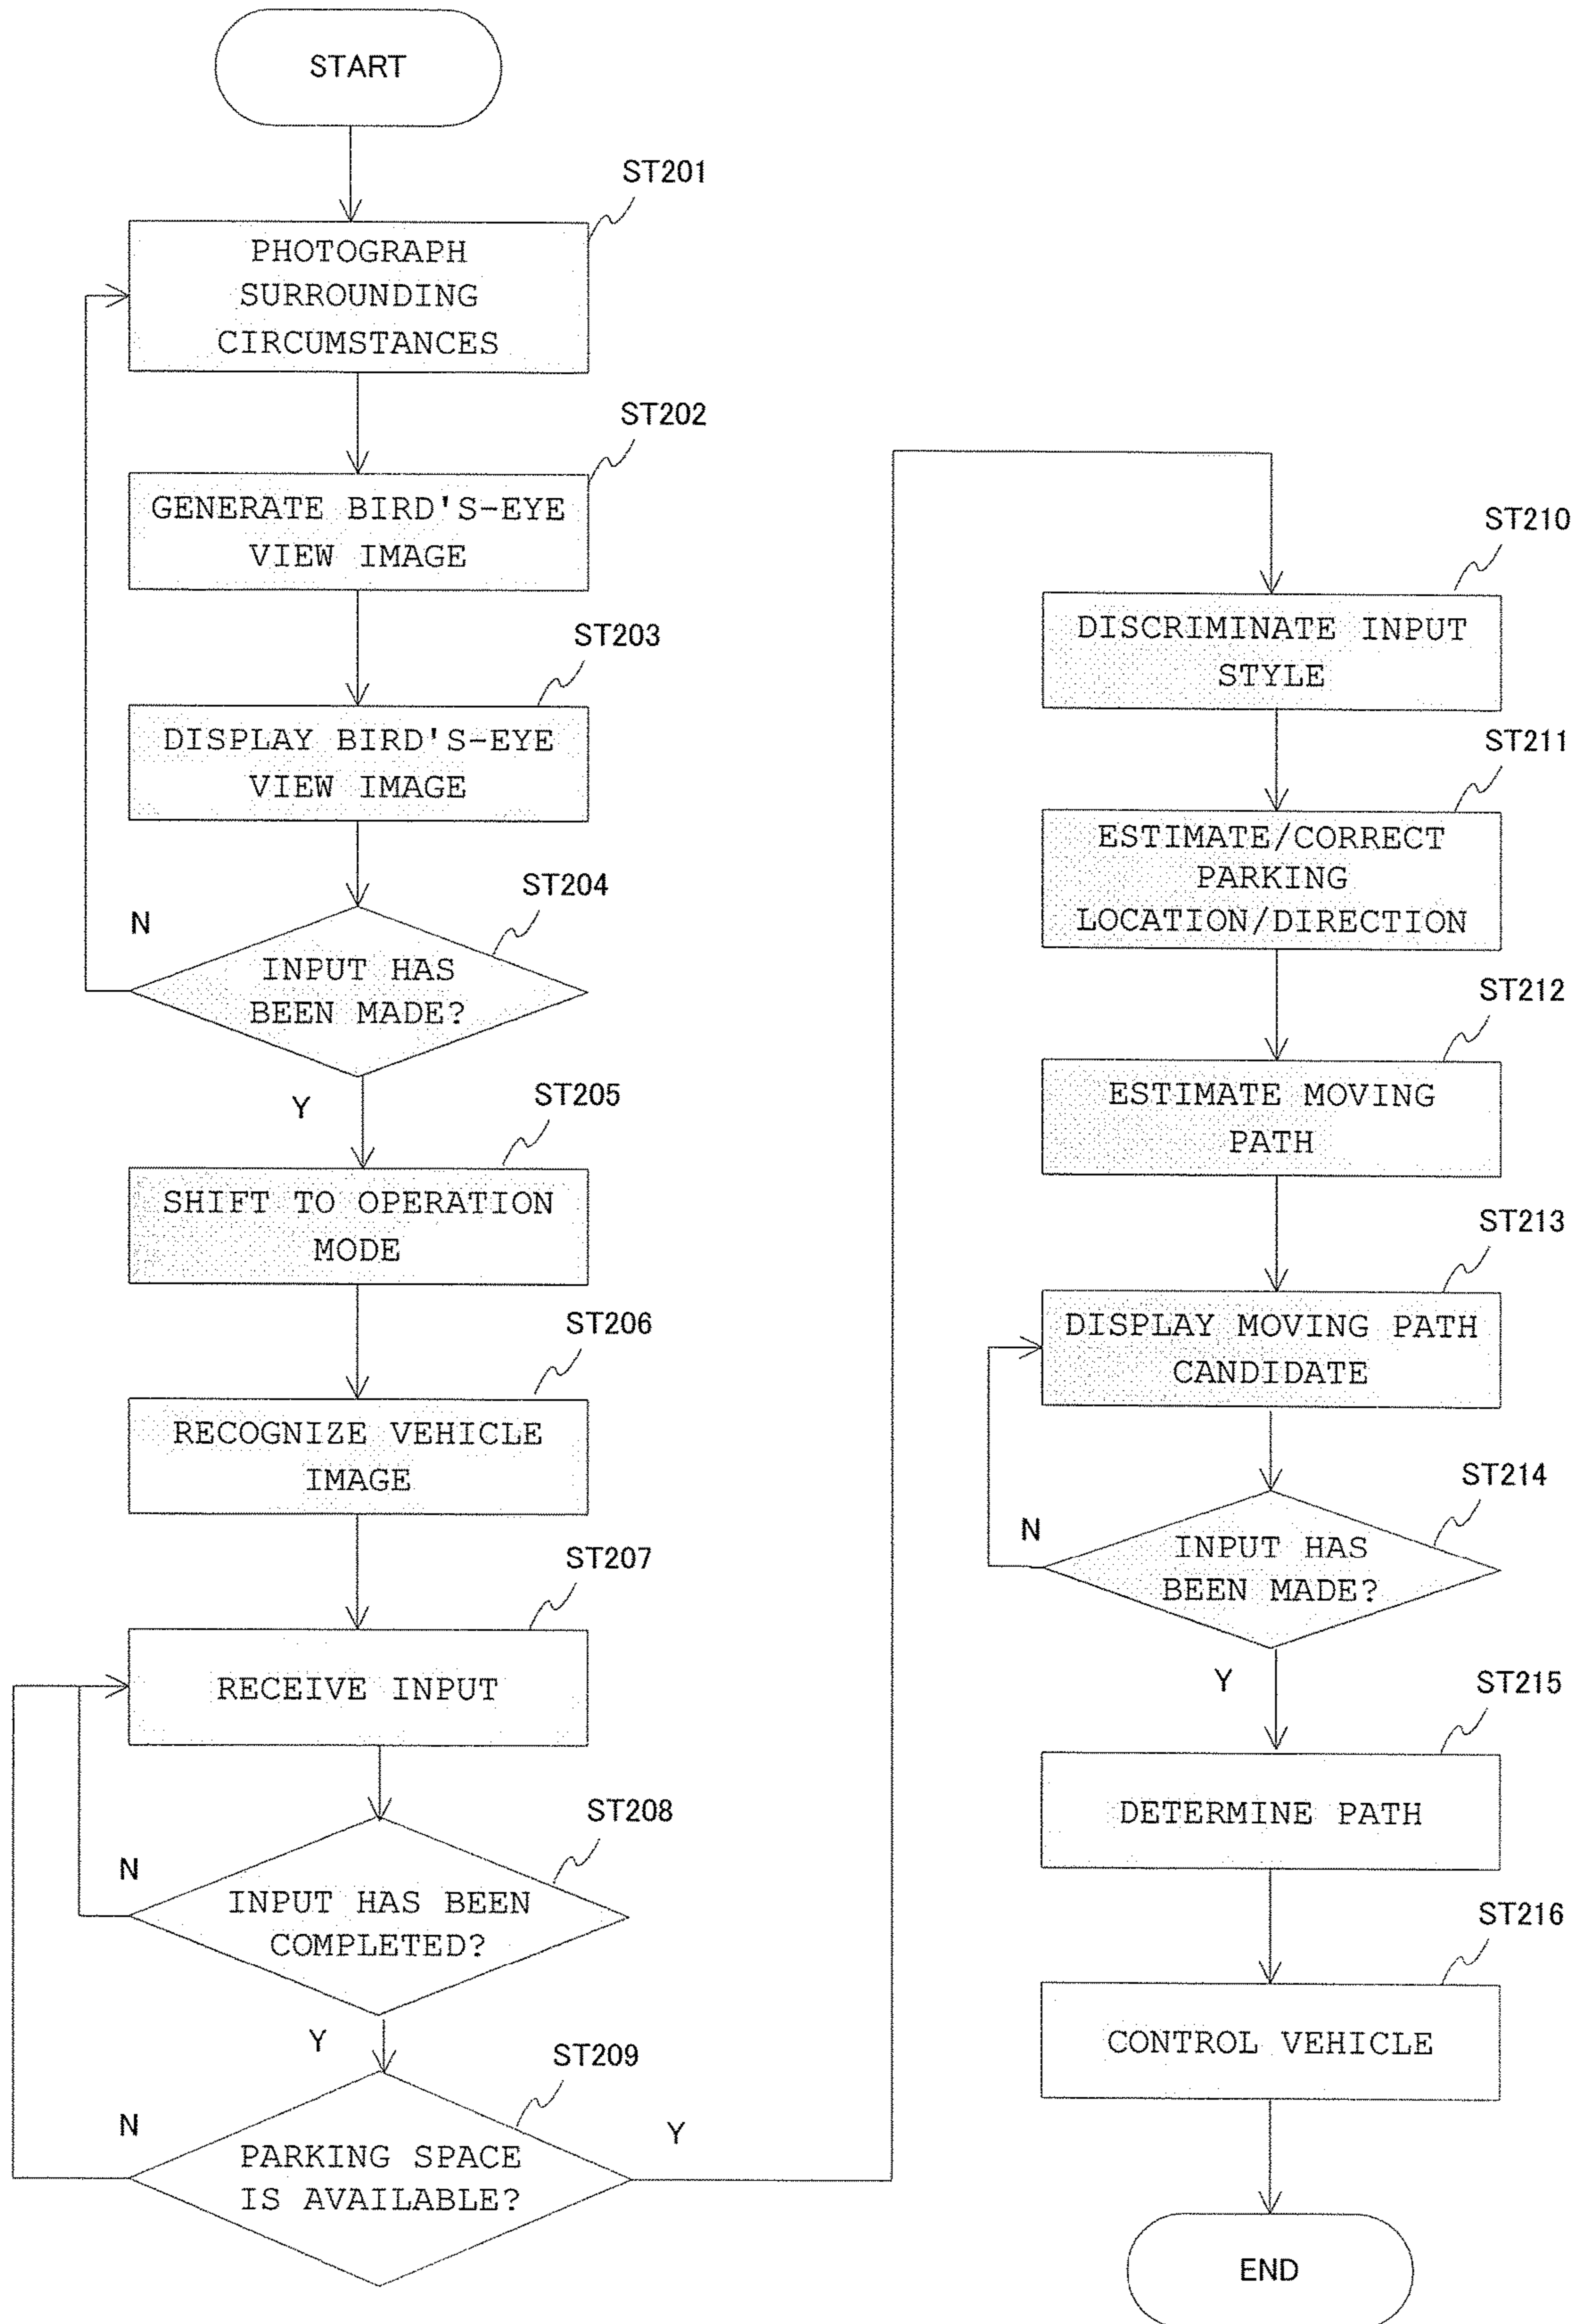 START
ST201
PHOTOGRAPH
SURROUNDING
CIRCUMSTANCES
ST202
GENERATE BIRD'S-EYE
VIEW IMAGE
ST203
DISPLAY BIRD'S-EYE
VIEW IMAGE
ST204
N
INPUT HAS
BEEN MADE?
Y
ST205
SHIFT TO OPERATION
MODE
ST206
RECOGNIZE VEHICLE
IMAGE
ST207
RECEIVE INPUT
ST208
N
INPUT HAS BEEN
COMPLETED?
Y
ST209
N
PARKING SPACE
IS AVAILABLE?
Y
ST210
DISCRIMINATE INPUT
STYLE
ST211
ESTIMATE/CORRECT
PARKING
LOCATION/DIRECTION
ST212
ESTIMATE MOVING
PATH
ST213
DISPLAY MOVING PATH
CANDIDATE
ST214
N
INPUT HAS
BEEN MADE?
Y
ST215
DETERMINE PATH
ST216
CONTROL VEHICLE
END